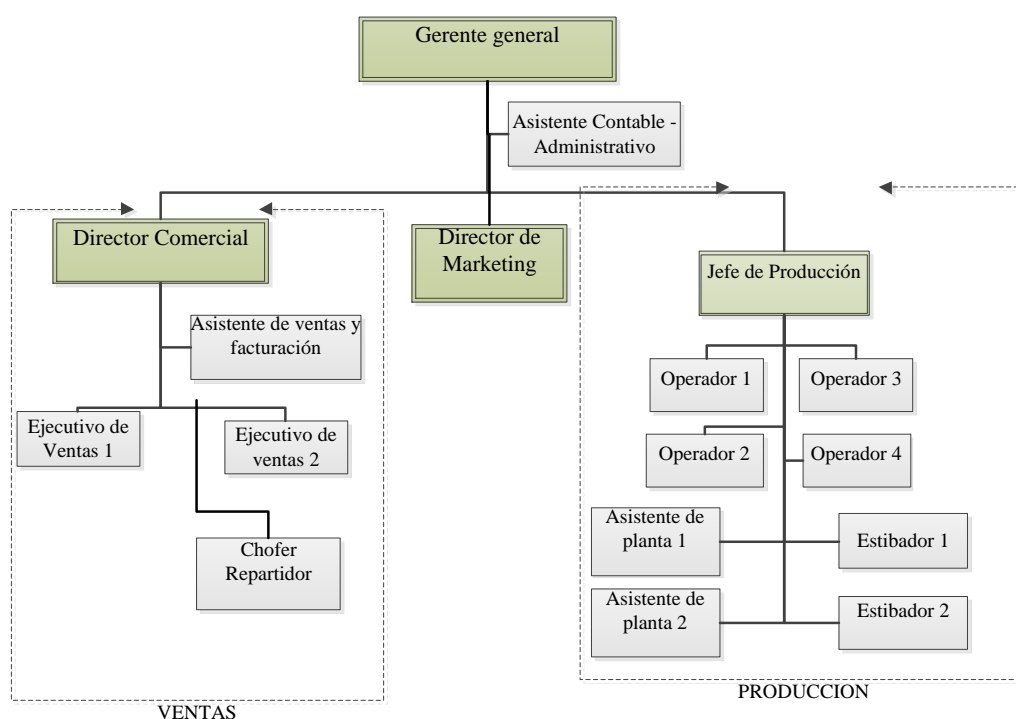 Gerente general
Asistente Contable -
Administrativo
Director Comercial
Director de
Marketing
Jefe de Producción
Asistente de ventas y
facturación
Ejecutivo de
Ventas 1
Ejecutivo de
ventas 2
Chofer
Repartidor
VENTAS
Operador 1
Operador 3
Operador 2
Operador 4
Asistente de
planta 1
Estibador 1
Asistente de
planta 2
Estibador 2
PRODUCCION